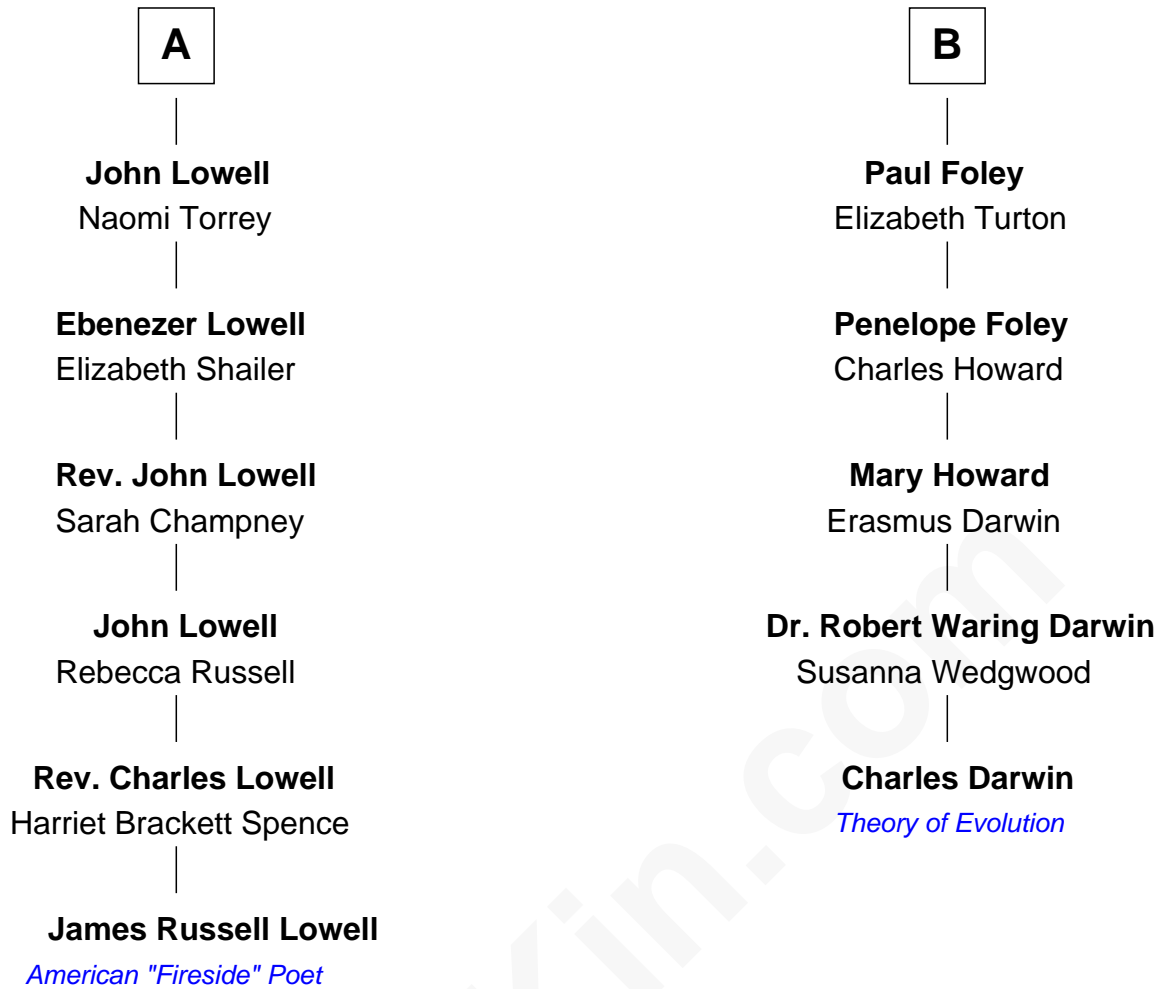 A
John Lowell
Naomi Torrey
Ebenezer Lowell
Elizabeth Shailer
Rev. John Lowell
Sarah Champney
John Lowell
Rebecca Russell
Rev. Charles Lowell
Harriet Brackett Spence
James Russell Lowell
American "Fireside" Poet
B
Paul Foley
Elizabeth Turton
Penelope Foley
Charles Howard
Mary Howard
Erasmus Darwin
Dr. Robert Waring Darwin
Susanna Wedgwood
Charles Darwin
Theory of Evolution